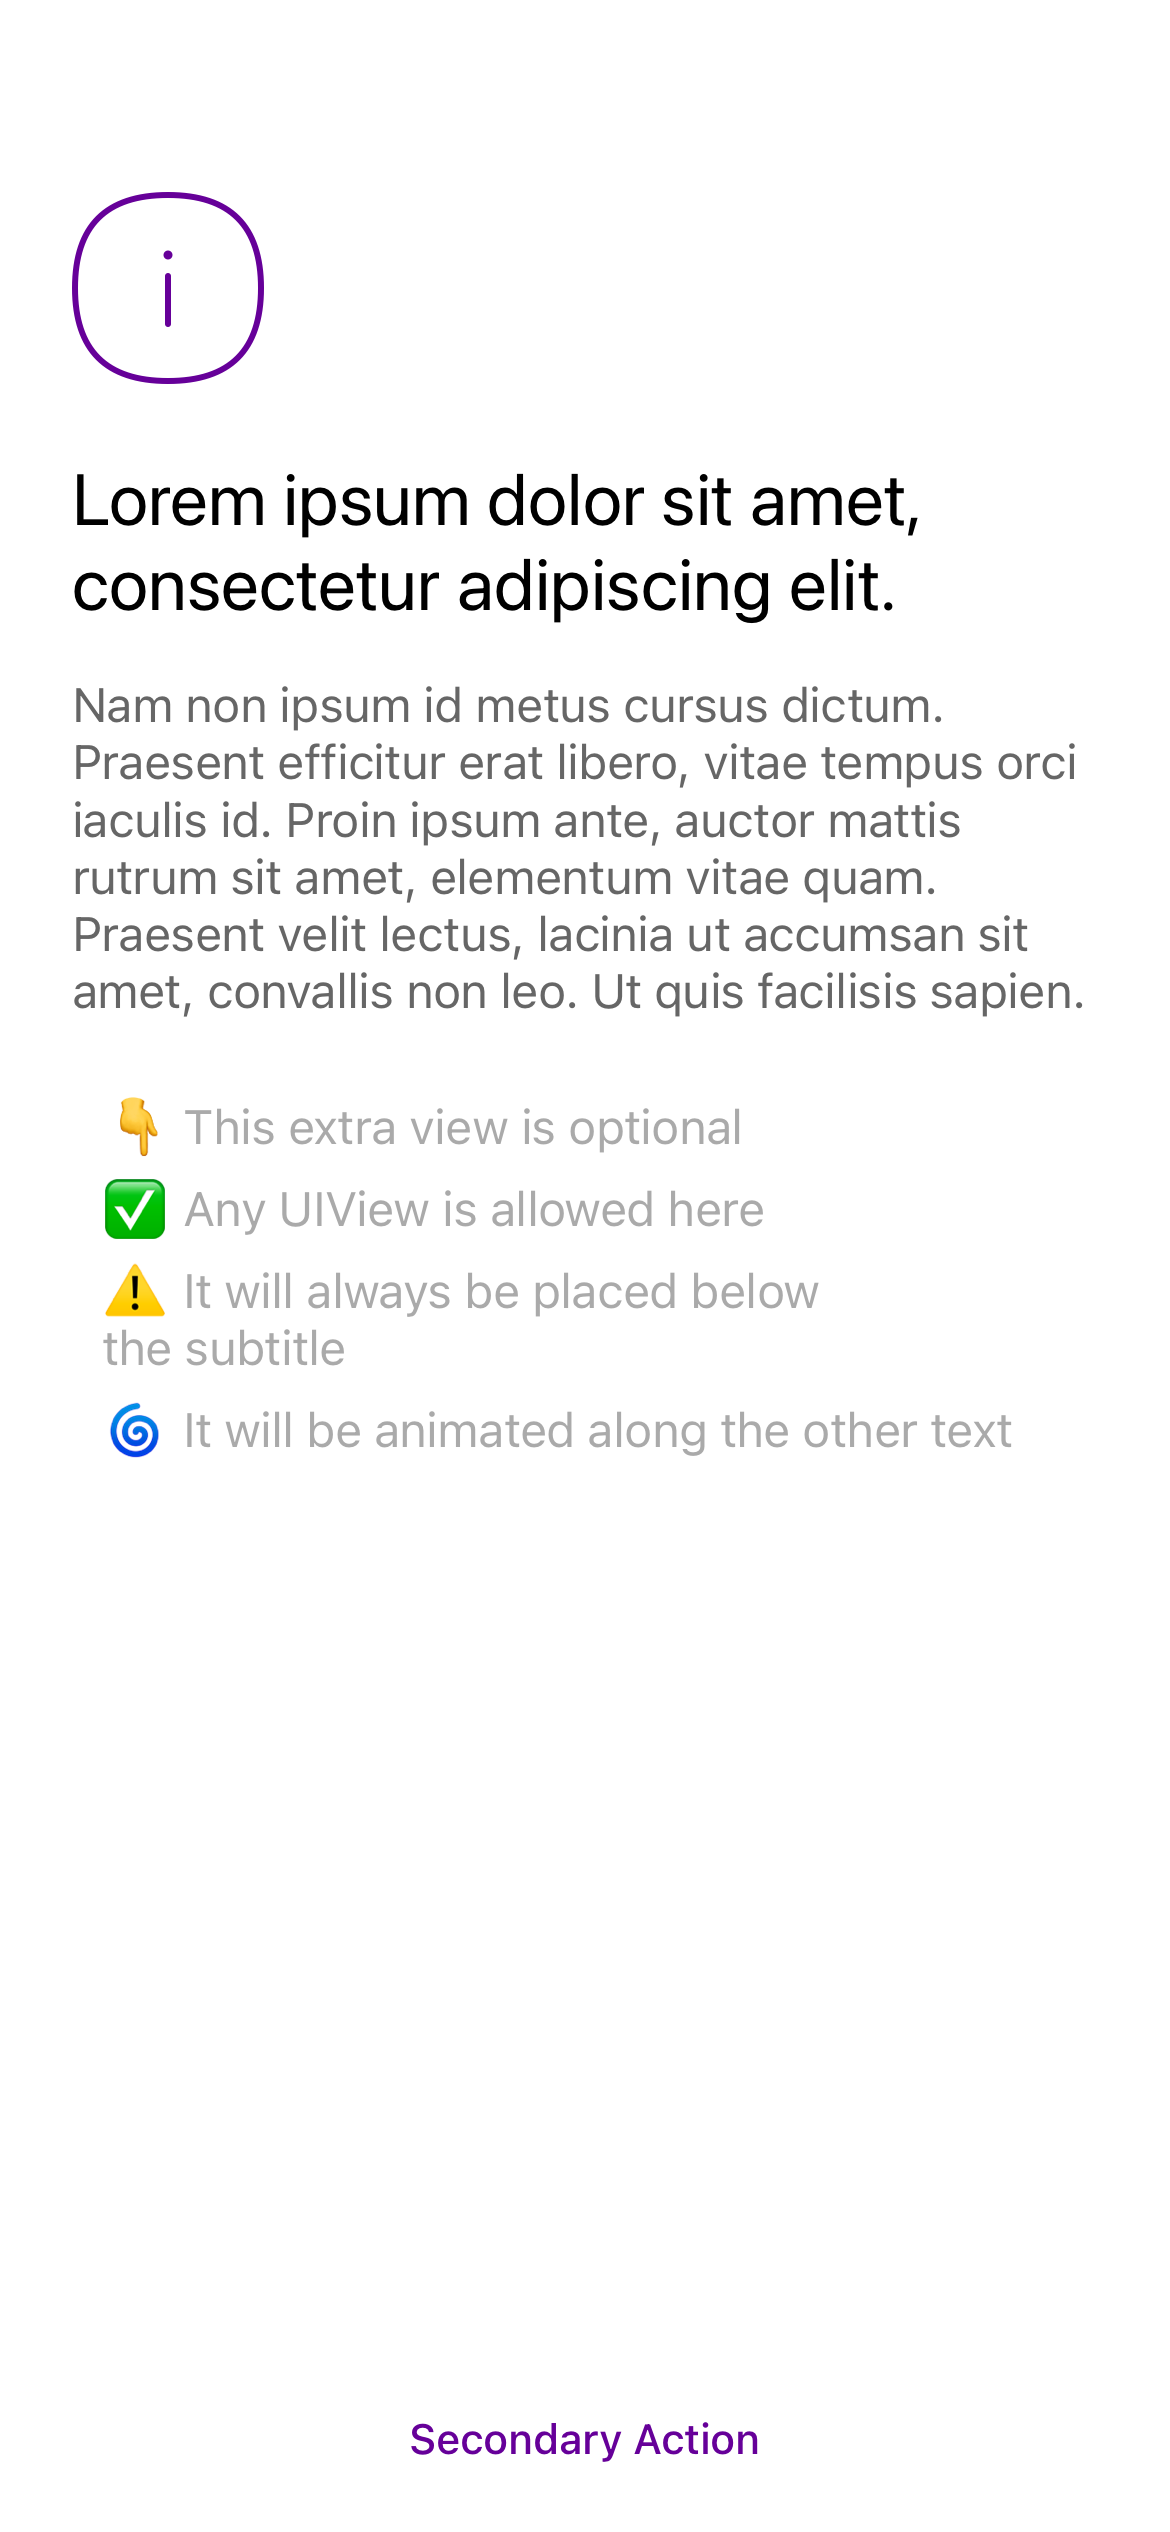 Lorem ipsum dolor sit amet,
consectetur adipiscing elit.
Nam non ipsum id metus cursus dictum.
Praesent efficitur erat libero, vitae tempus orci
iaculis id. Proin ipsum ante, auctor mattis
rutrum sit amet, elementum vitae quam.
Praesent velit lectus, lacinia ut accumsan sit
amet, convallis non leo. Ut quis facilisis sapien.
👇 This extra view is optional
✅ Any UIView is allowed here
⚠️ It will always be placed below
the subtitle
🌀 It will be animated along the other text
Secondary Action